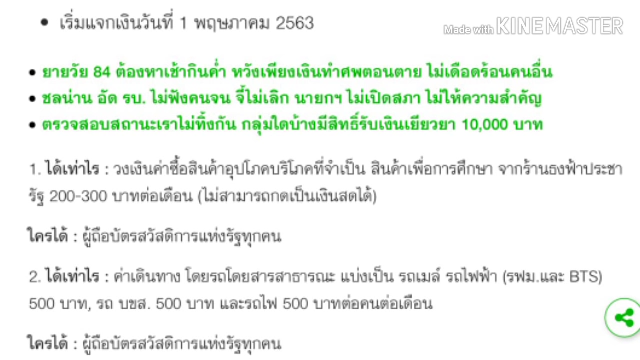 • เริ่มแจกเงินวันที่ 1 พฤษภาคม 2563
Made with KINEMASTER
• ยายวัย 84 ต้องหาเช้ากินค่ำ หวังเพียงเงินทำศพตอนตาย ไม่เดือดร้อนคนอื่น
• ชลน่าน อัด รบ. ไม่ฟังคนจน จี้ไม่เลิก นายกฯ ไม่เปิดสภา ไม่ให้ความสำคัญ
• ตรวจสอบสถานะเราไม่ทิ้งกัน กลุ่มใดบ้างมีสิทธิ์รับเงินเยียวยา 10,000 บาท
1. ได้เท่าไร : วงเงินค่าซื้อสินค้าอุปโภคบริโภคที่จำเป็น สินค้าเพื่อการศึกษา จากร้านธงฟ้าประชา
รัฐ 200-300 บาทต่อเดือน (ไม่สามารถกดเป็นเงินสดได้)
ใครได้ : ผู้ถือบัตรสวัสดิการแห่งรัฐทุกคน
2. ได้เท่าไร : ค่าเดินทาง โดยรถโดยสารสาธารณะ แบ่งเป็น รถเมล์ รถไฟฟ้า (รฟม.และ BTS)
500 บาท, รถ บขส. 500 บาท และรถไฟ 500 บาทต่อคนต่อเดือน
ใครได้ : ผู้ถือบัตรสวัสดิการแห่งรัฐทุกคน